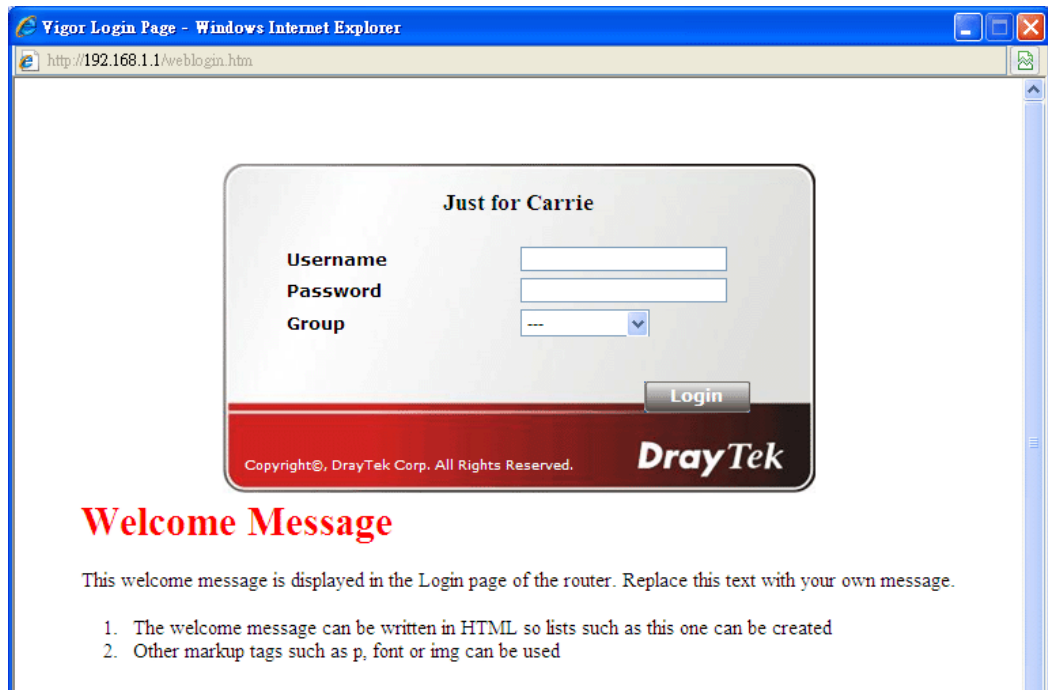 Vigor Login Page - Windows Internet Explorer
http://192.168.1.1/weblogin.htm
Just for Carrie
Username
Password
Group
---
Login
Copyright©, DrayTek Corp. All Rights Reserved.
DrayTek
Welcome Message
This welcome message is displayed in the Login page of the router. Replace this text with your own message.
1. The welcome message can be written in HTML so lists such as this one can be created
2. Other markup tags such as p, font or img can be used